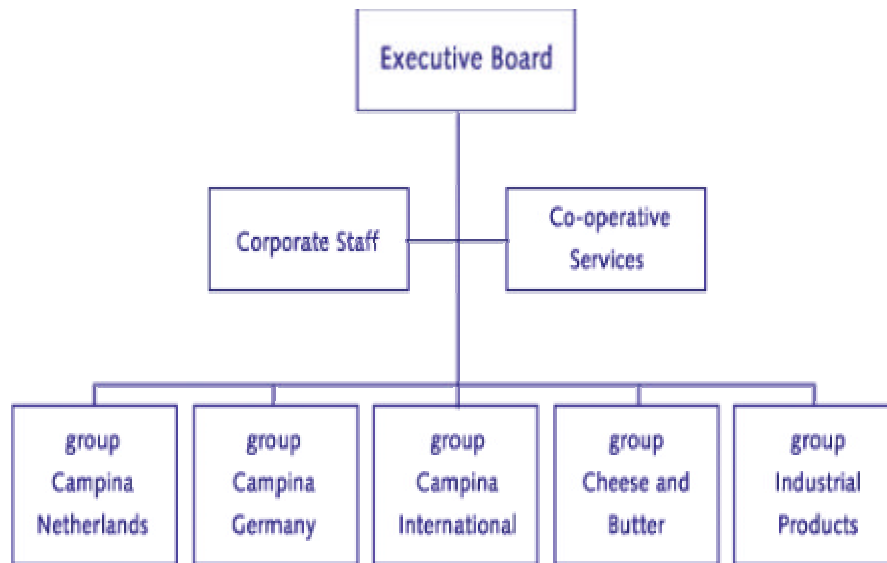 Executive Board
Corporate Staff
Co-operative
Services
group
Campina
Netherlands
group
Campina
Germany
group
Campina
International
group
Cheese and
Butter
group
Industrial
Products